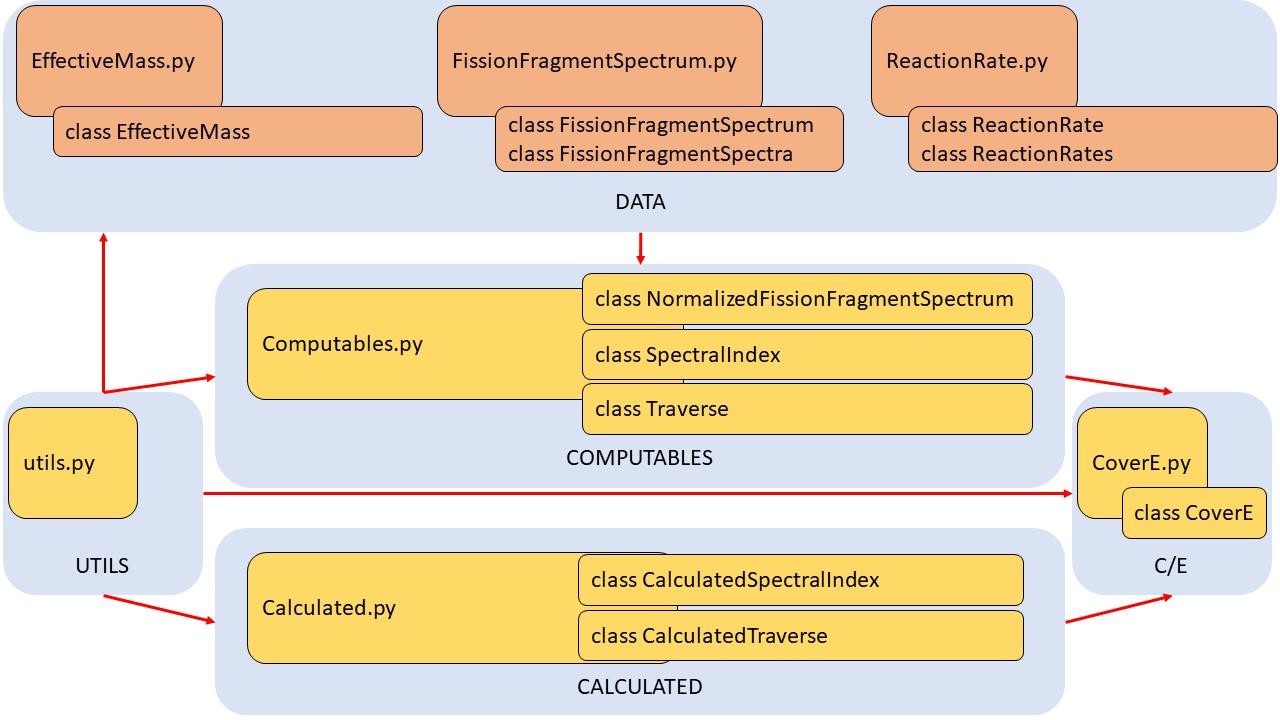 EffectiveMass.py
class EffectiveMass
FissionFragmentSpectrum.py
class FissionFragmentSpectrum
class FissionFragmentSpectra
ReactionRate.py
class ReactionRate
class ReactionRates
DATA
Computables.py
class NormalizedFissionFragmentSpectrum
class SpectralIndex
class Traverse
COMPUTABLES
utils.py
UTILS
CoverE.py
class CoverE
C/E
Calculated.py
class CalculatedSpectralIndex
class CalculatedTraverse
CALCULATED